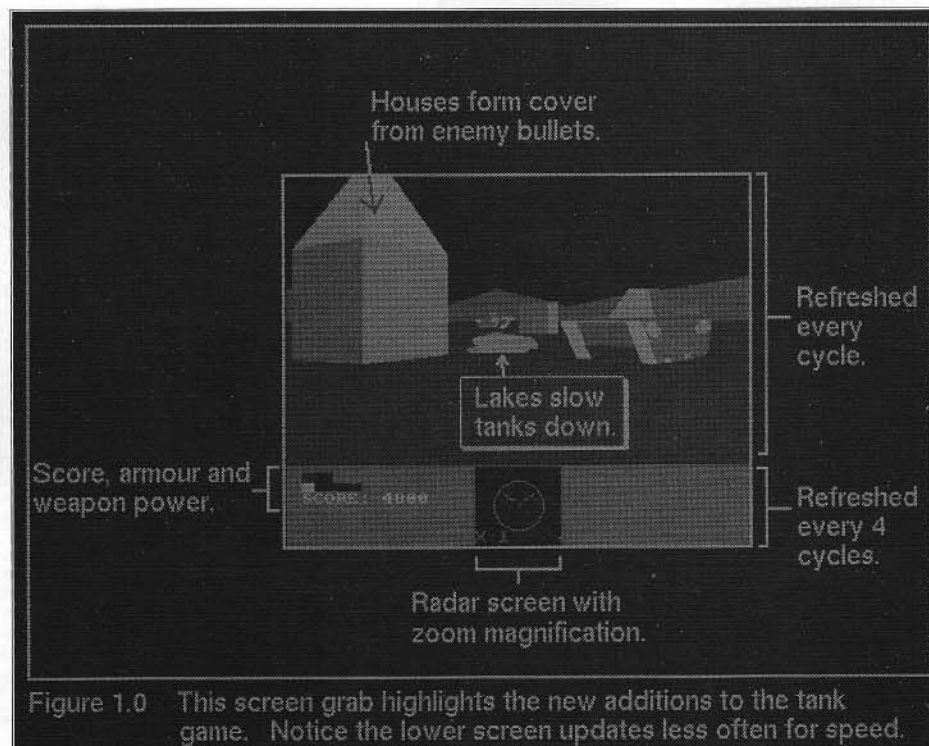 Houses form cover
from enemy bullets.
Refreshed
every
cycle.
Lakes slow
tanks down.
Score, armour and
weapon power.
SCORE: 4000
X 1
Refreshed
every 4
cycles.
Radar screen with
zoom magnification.
Figure 1.0 This screen grab highlights the new additions to the tank
game. Notice the lower screen updates less often for speed.